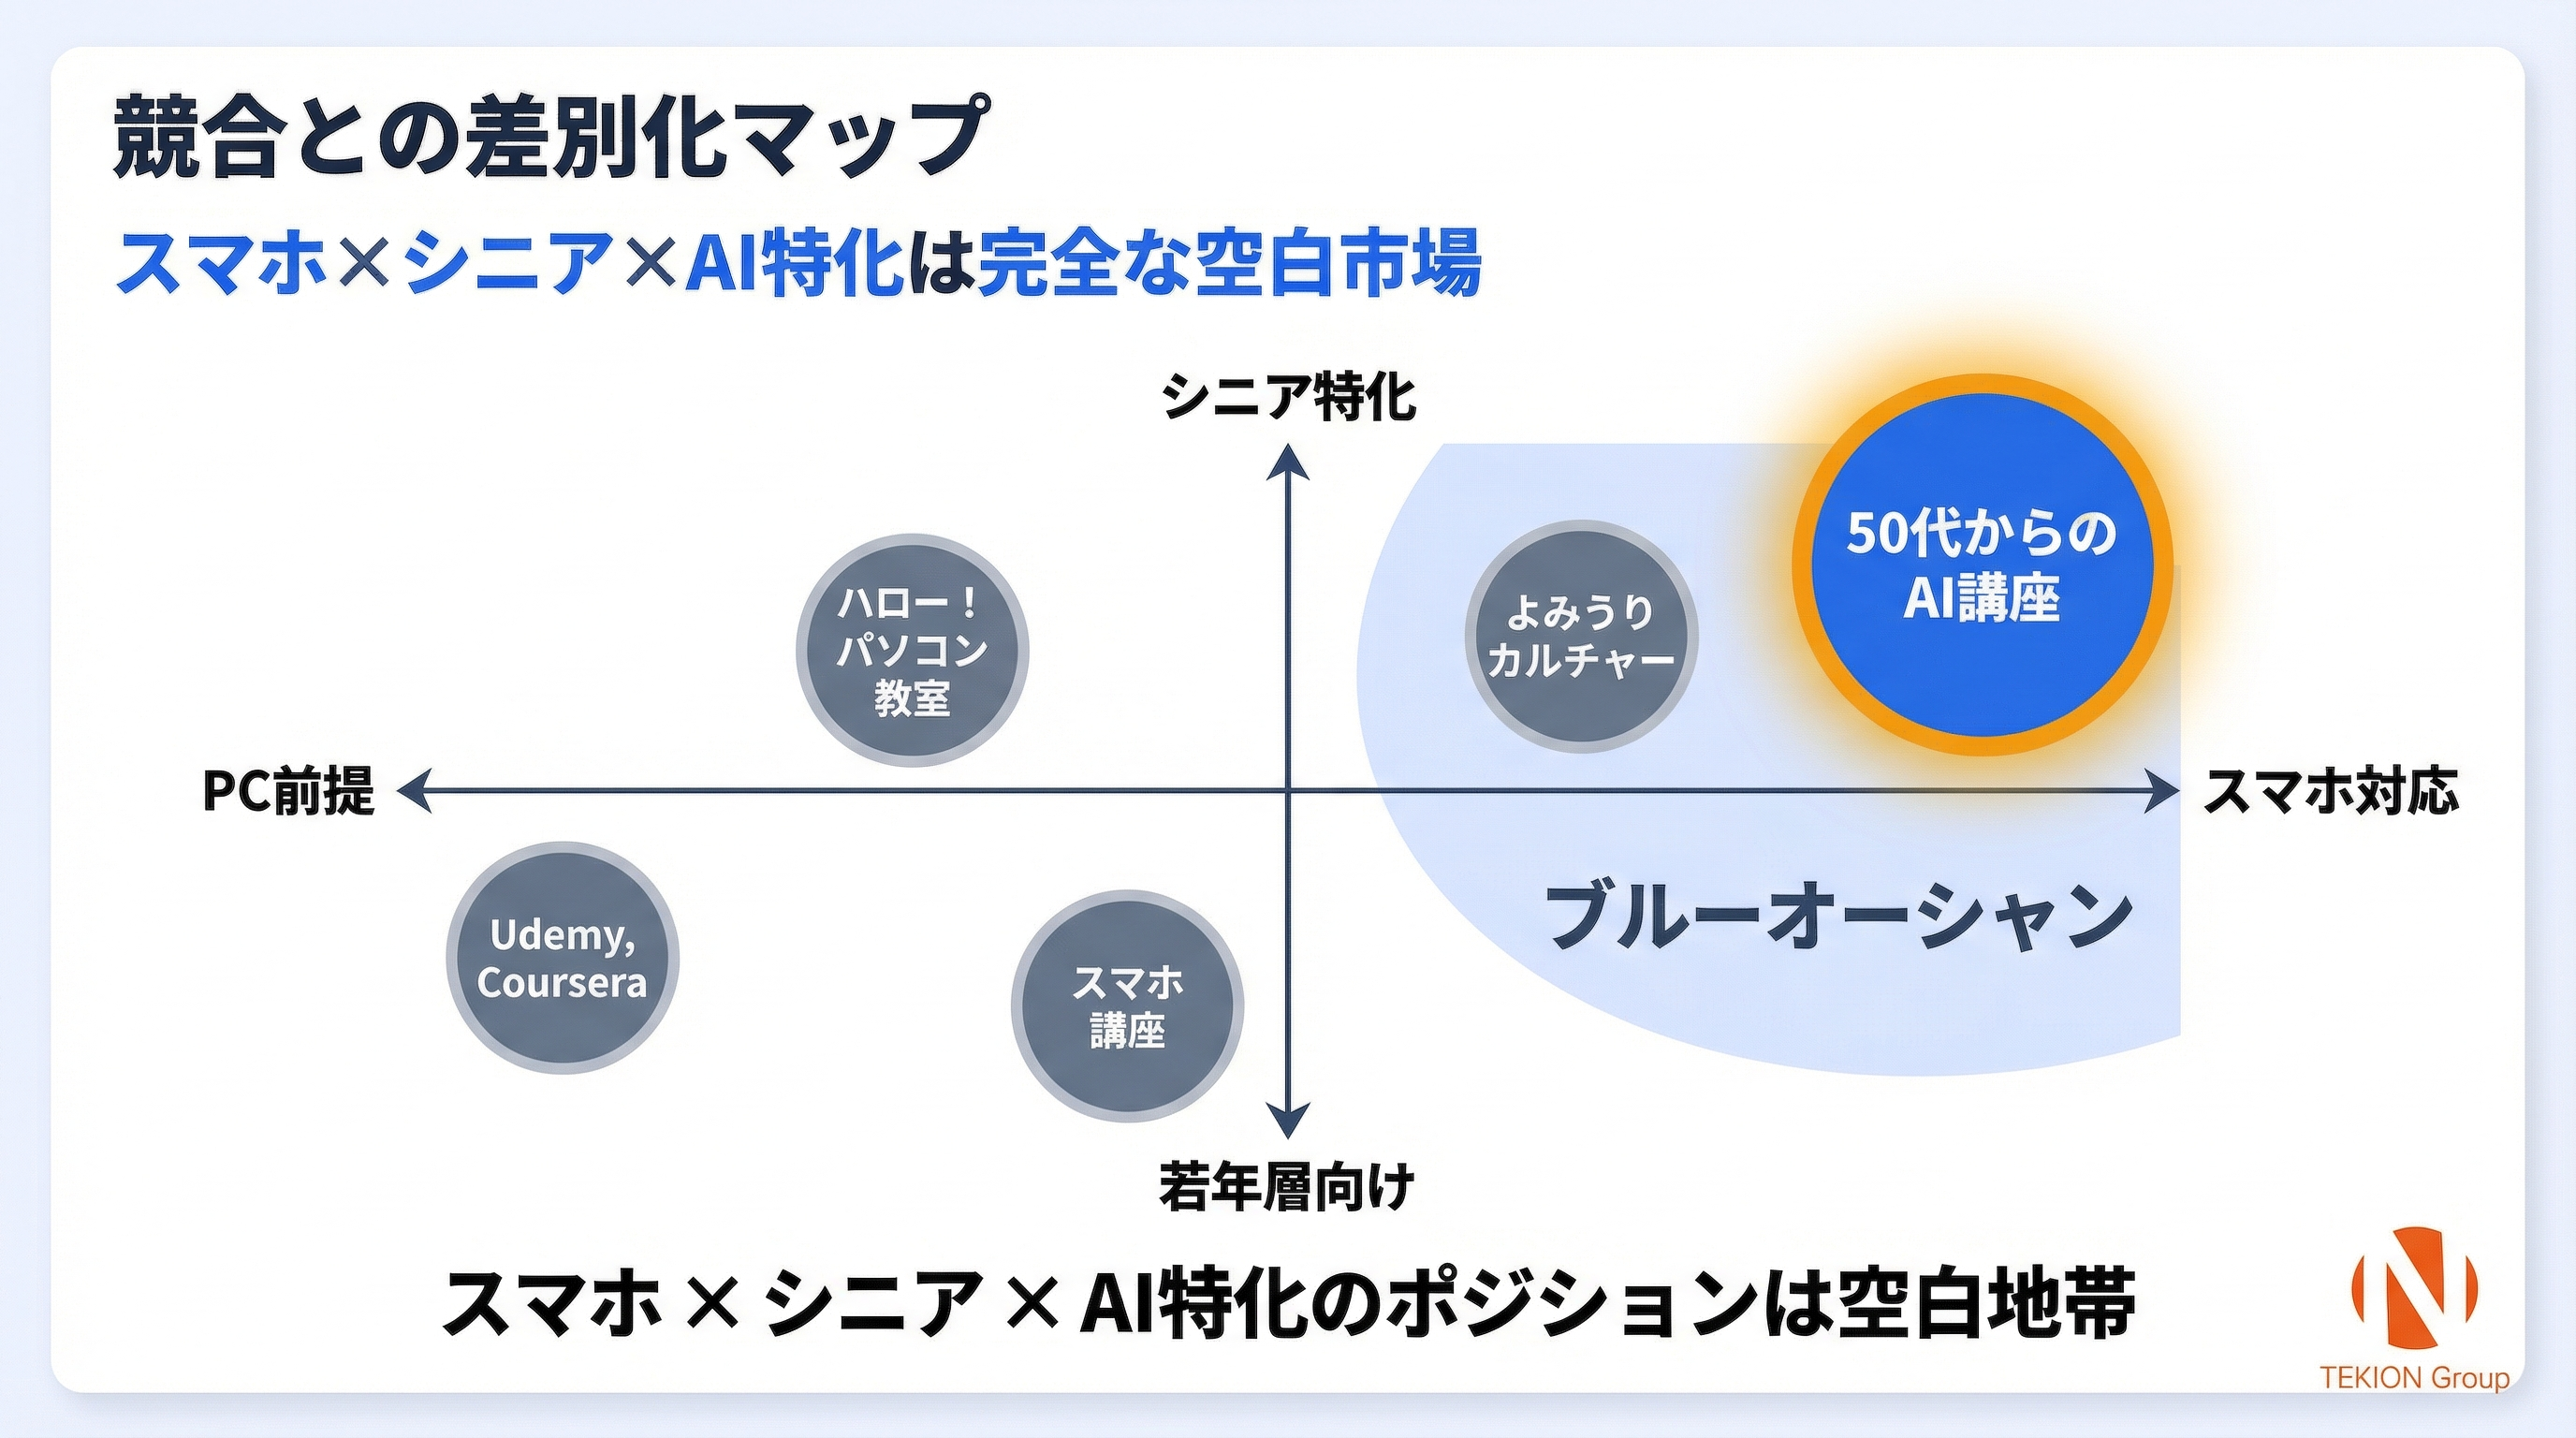 競合との差別化マップ
スマホ×シニア×AI特化は完全な空白市場
シニア特化
50代からの
AI講座
ハロー！
パソコン
教室
よみうり
カルチャー
PC前提
スマホ対応
Udemy,
Coursera
スマホ
講座
ブルーオーシャン
若年層向け
スマホ × シニア × AI特化のポジションは空白地帯
TEKION Group